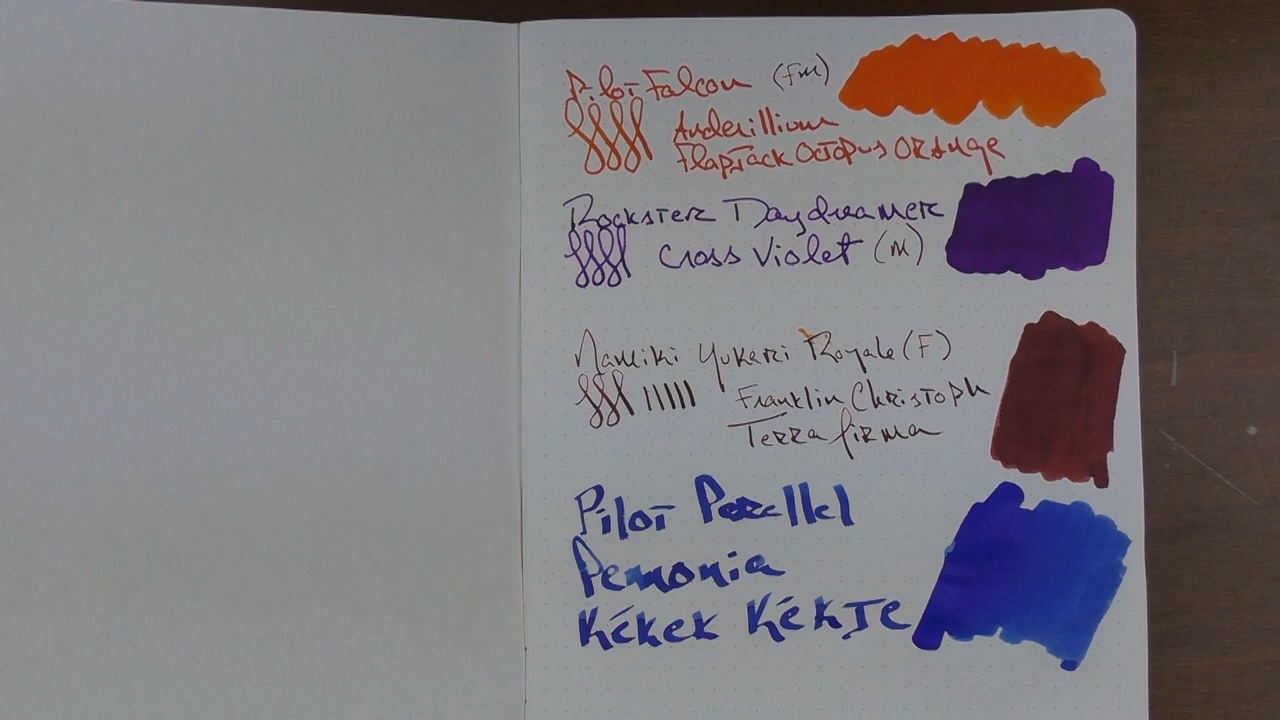 Pilot Falcon (FM)
Anderillium
Flapjack Octopus Orange
Rockster Daydreamer
Cross Violet (M)
Namiki Yukari Royale (F)
Franklin Christoph
Terra firma
Pilot Parallel
Pennonia
Kékek Kékje